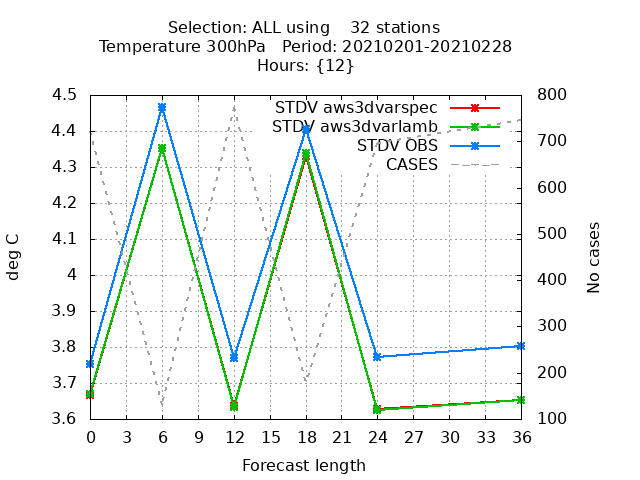 Selection: ALL using    32 stations
Temperature 300hPa   Period: 20210201-20210228
Hours: {12}
STDV aws3dvarspec
STDV aws3dvarlamb
STDV OBS
CASES
deg C
4.5
4.4
4.3
4.2
4.1
4
3.9
3.8
3.7
3.6
800
700
600
500
400
300
200
100
No cases
0 3 6 9 12 15 18 21 24 27 30 33 36
Forecast length